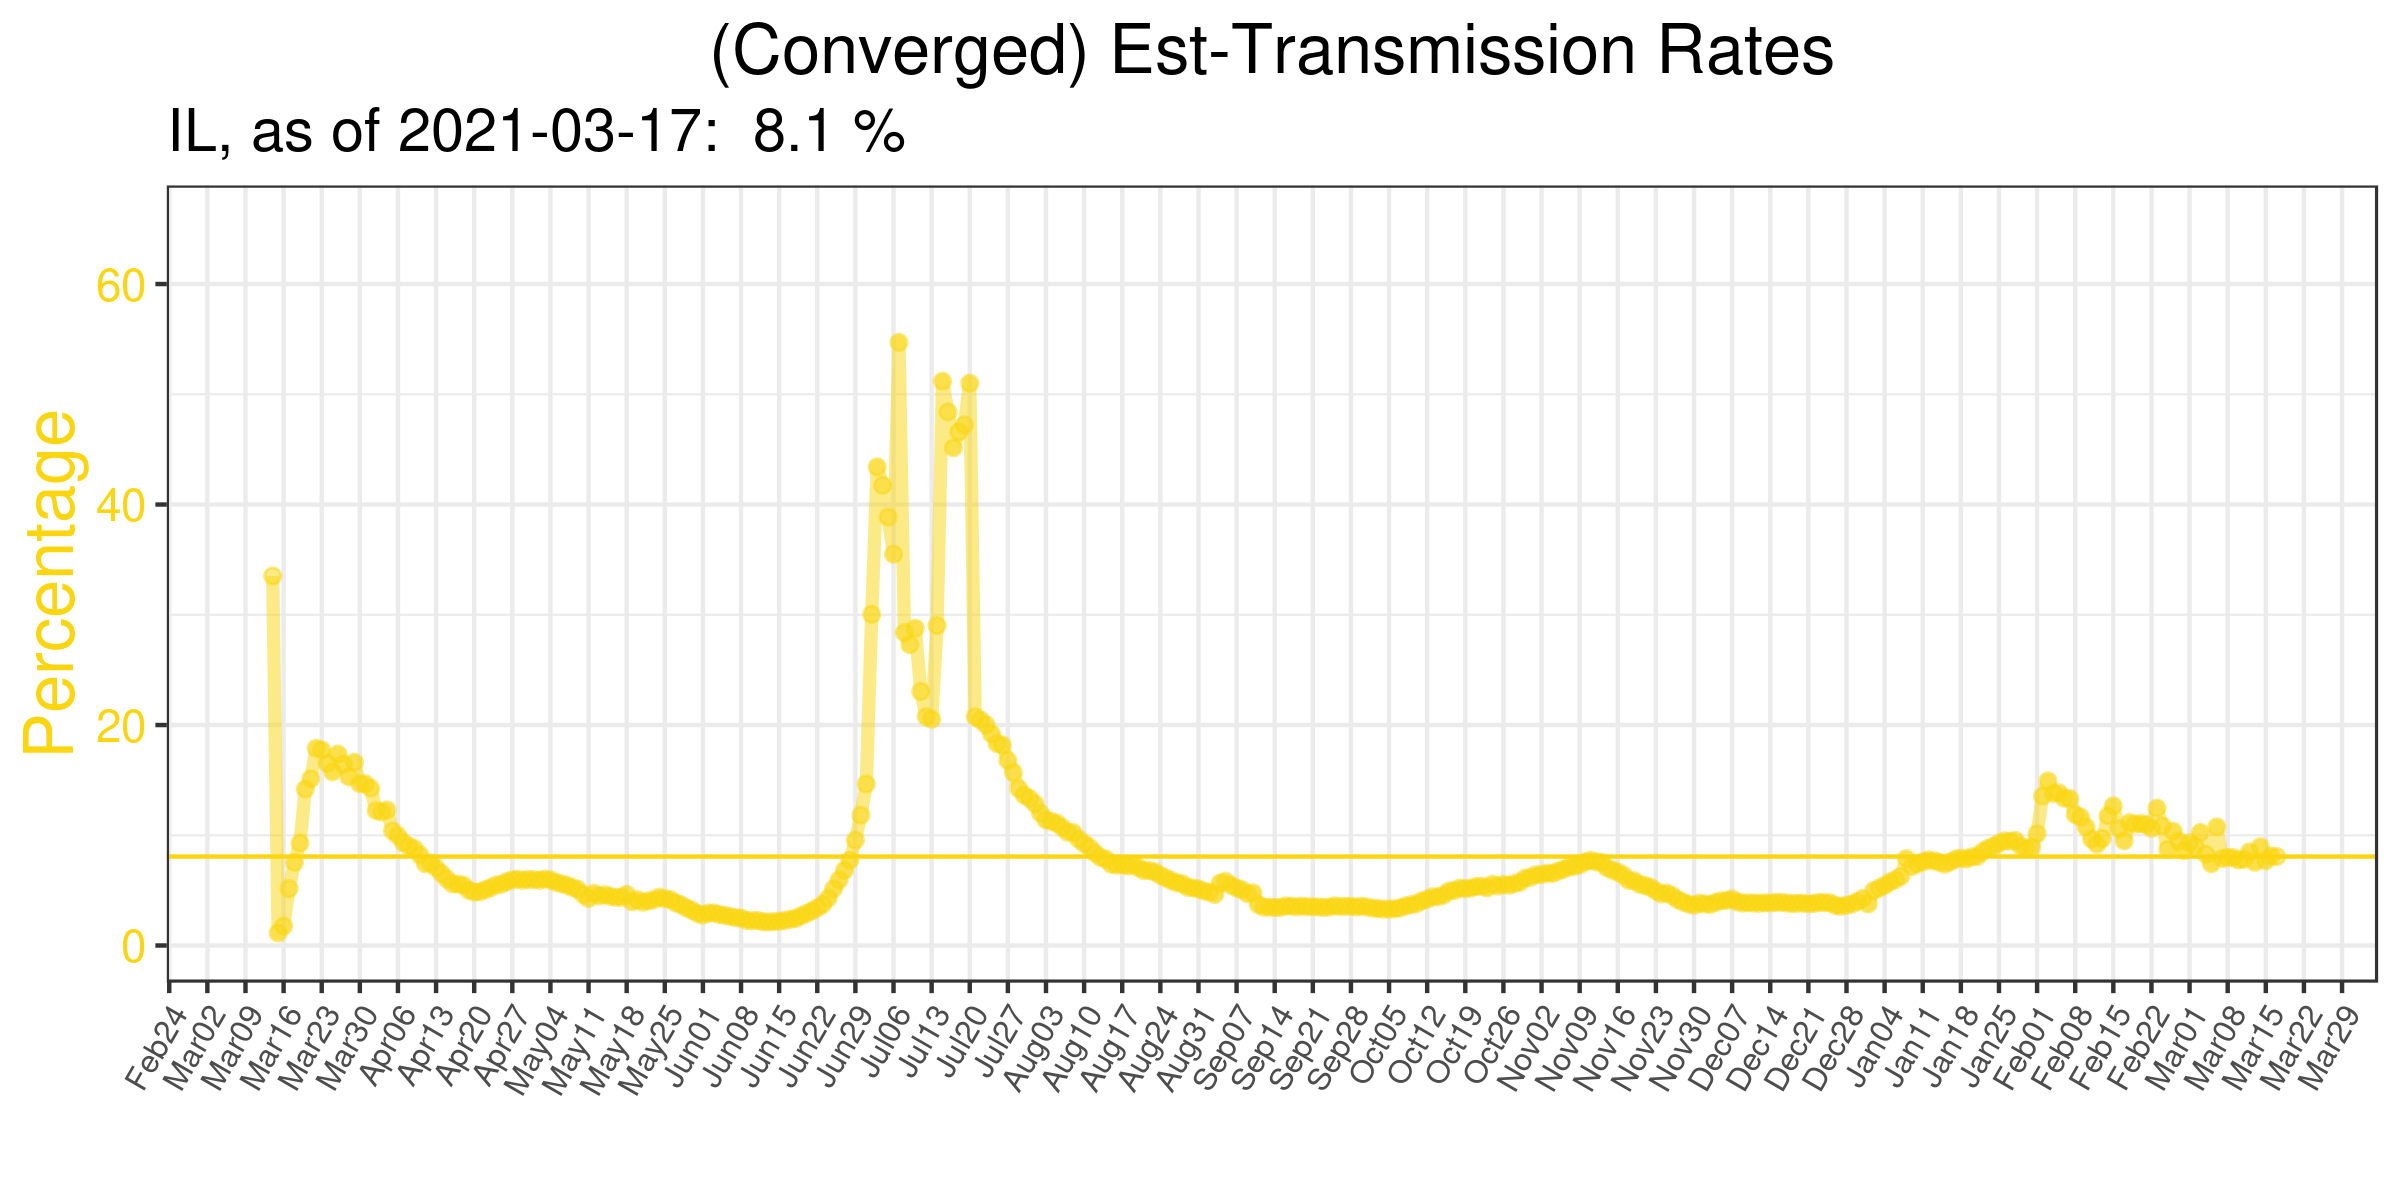 (Converged) Est-Transmission Rates
IL, as of 2021-03-17:  8.1 %
Percentage
60
40
20
0
Feb24
Mar02
Mar09
Mar16
Mar23
Mar30
Apr06
Apr13
Apr20
Apr27
May04
May11
May18
May25
Jun01
Jun08
Jun15
Jun22
Jun29
Jul06
Jul13
Jul20
Jul27
Aug03
Aug10
Aug17
Aug24
Aug31
Sep07
Sep14
Sep21
Sep28
Oct05
Oct12
Oct19
Oct26
Nov02
Nov09
Nov16
Nov23
Nov30
Dec07
Dec14
Dec21
Dec28
Jan04
Jan11
Jan18
Jan25
Feb01
Feb08
Feb15
Feb22
Mar01
Mar08
Mar15
Mar22
Mar29